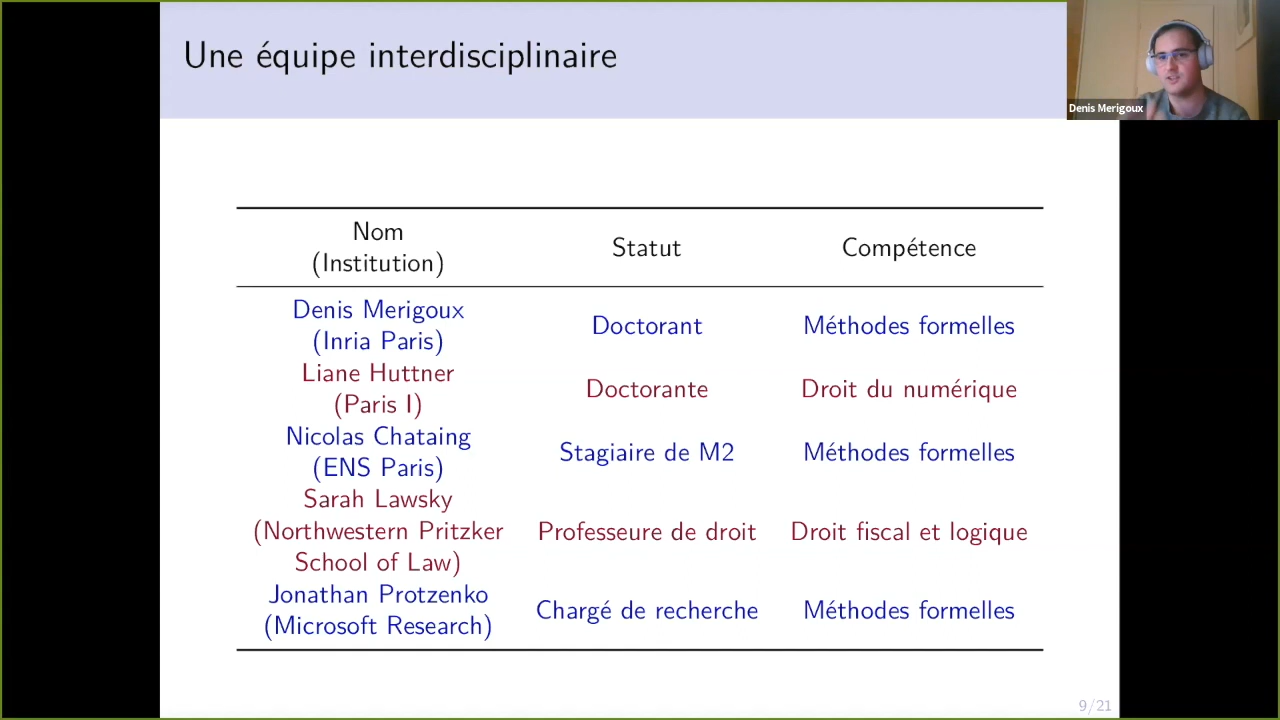 Une équipe interdisciplinaire
Denis Merigoux
Nom
(Institution)
Statut
Compétence
Denis Merigoux
(Inria Paris)
Doctorant
Méthodes formelles
Liane Huttner
(Paris I)
Doctorante
Droit du numérique
Nicolas Chataing
(ENS Paris)
Stagiaire de M2
Méthodes formelles
Sarah Lawsky
(Northwestern Pritzker
School of Law)
Professeure de droit
Droit fiscal et logique
Jonathan Protzenko
(Microsoft Research)
Chargé de recherche
Méthodes formelles
9/21